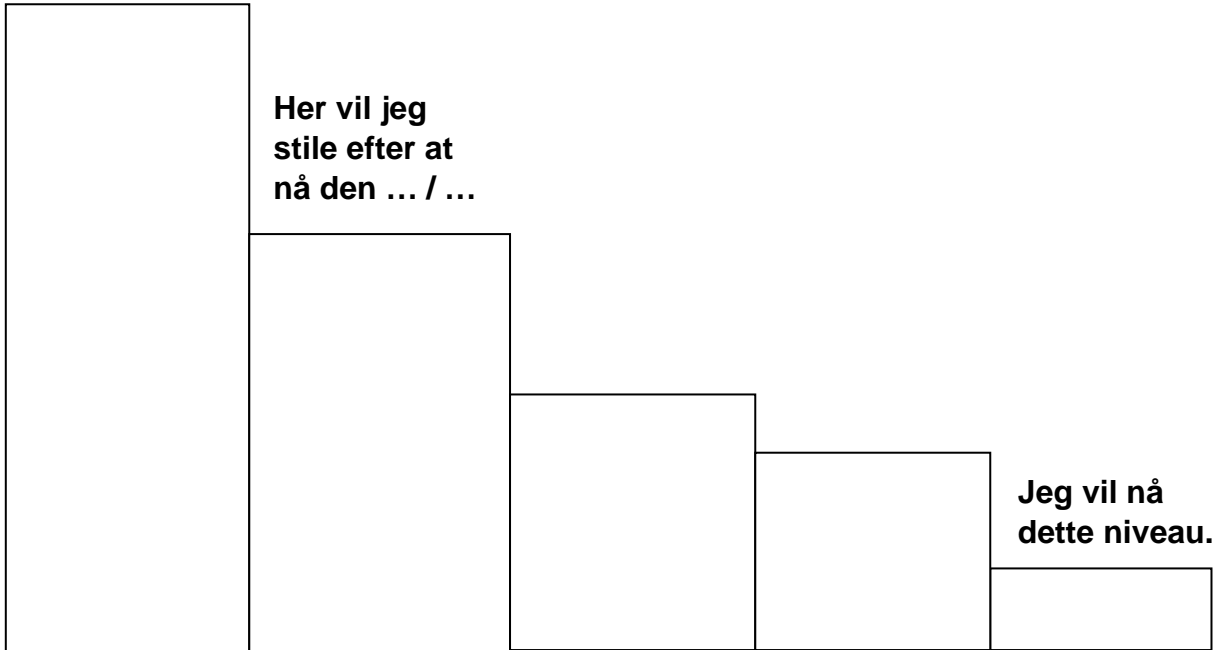 Her vil jeg
stile efter at
nå den … / …
Jeg vil nå
dette niveau.